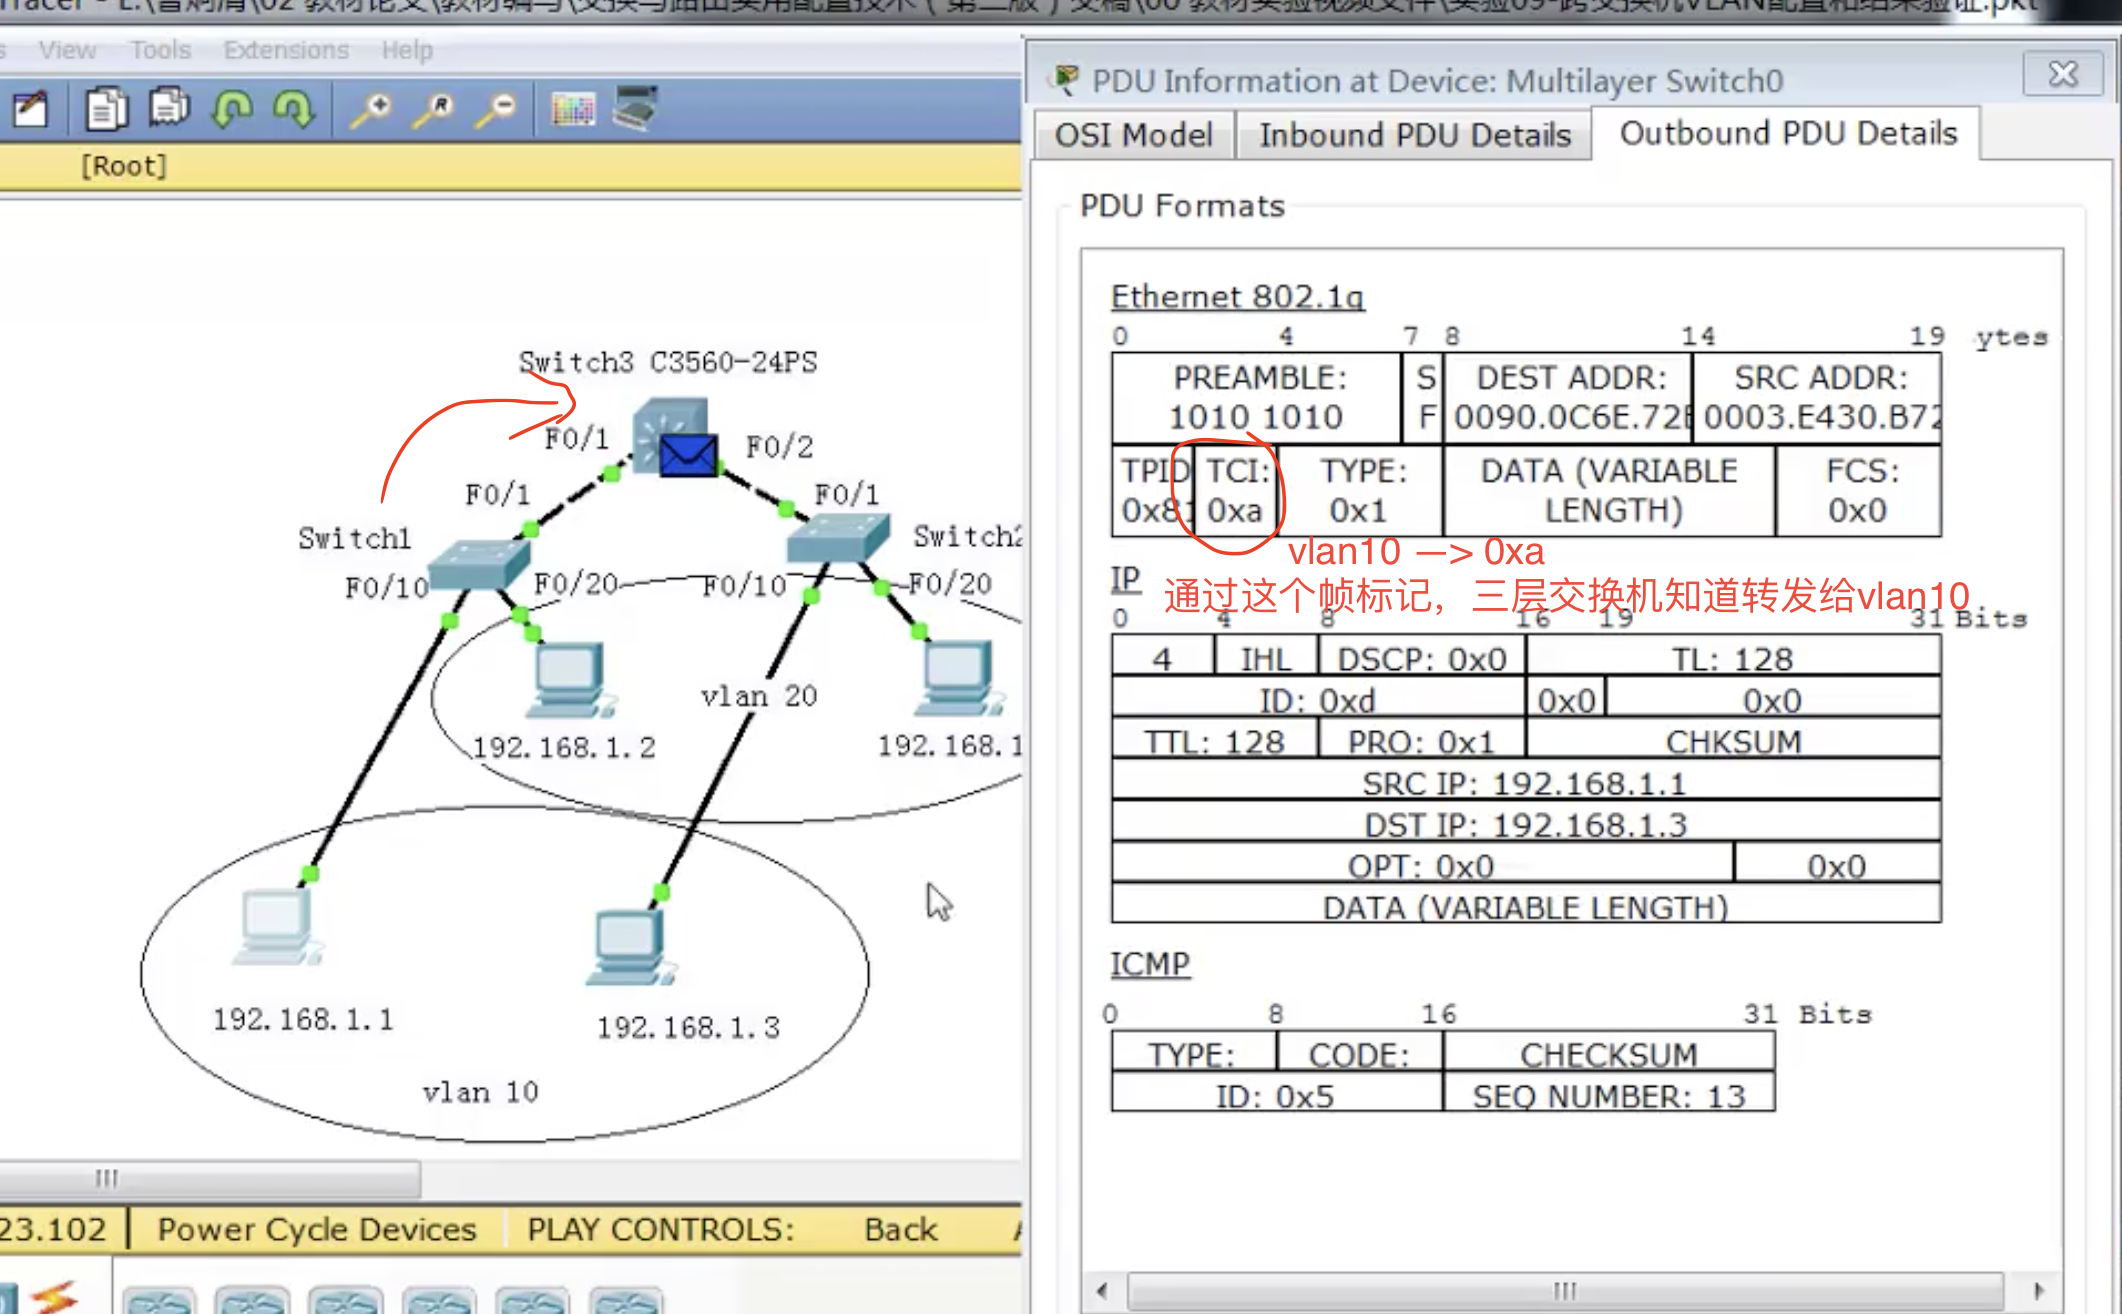 View Tools Extensions Help
[Root]
Switch3 C3560-24PS
F0/1
F0/2
F0/1
F0/1
Switch1
Switch2
F0/10
F0/20
F0/10
F0/20
vlan 20
192.168.1.2
192.168.1
192.168.1.1
192.168.1.3
vlan 10
23.102 Power Cycle Devices PLAY CONTROLS: Back
PDU Information at Device: Multilayer Switch0
OSI Model Inbound PDU Details Outbound PDU Details
PDU Formats
Ethernet 802.1q
0 4 7 8 14 19 ytes
PREAMBLE: S DEST ADDR: SRC ADDR:
1010 1010 F 0090.0C6E.72 0003.E430.B72
TPID TCI: TYPE: DATA (VARIABLE FCS:
0x81 0xa 0x1 LENGTH) 0x0
vlan10 —> 0xa
通过这个帧标记，三层交换机知道转发给vlan10
IP
0 4 8 16 19 31 Bits
4 IHL DSCP: 0x0 TL: 128
ID: 0xd 0x0 0x0
TTL: 128 PRO: 0x1 CHKSUM
SRC IP: 192.168.1.1
DST IP: 192.168.1.3
OPT: 0x0 0x0
DATA (VARIABLE LENGTH)
ICMP
0 8 16 31 Bits
TYPE: CODE: CHECKSUM
ID: 0x5 SEQ NUMBER: 13